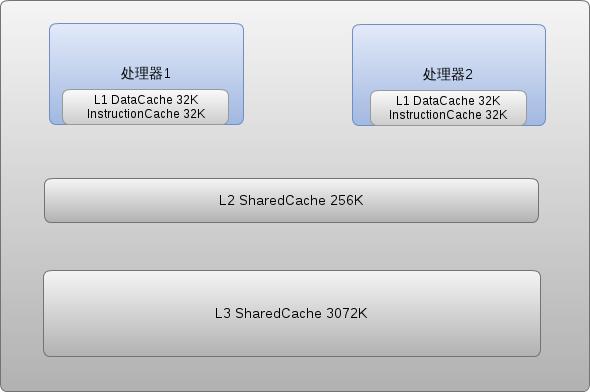 处理器1
L1 DataCache 32K
InstructionCache 32K
处理器2
L1 DataCache 32K
InstructionCache 32K
L2 SharedCache 256K
L3 SharedCache 3072K